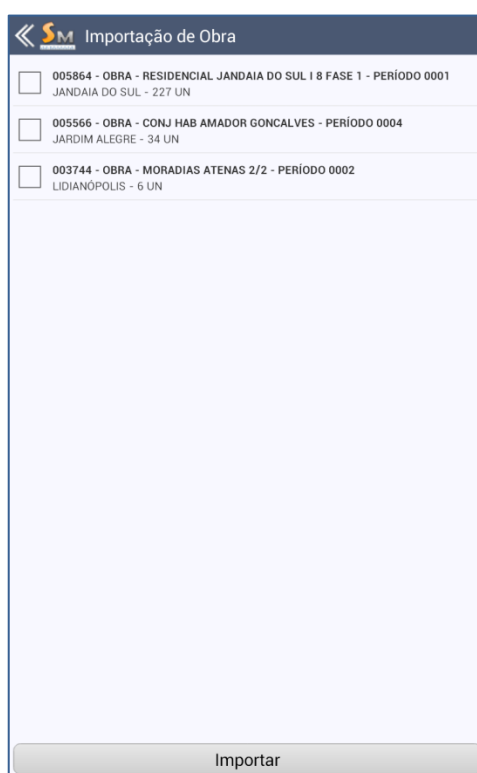 SM Importação de Obra
005864 - OBRA - RESIDENCIAL JANDAIA DO SUL I 8 FASE 1 - PERÍODO 0001
JANDAIA DO SUL - 227 UN
005566 - OBRA - CONJ HAB AMADOR GONCALVES - PERÍODO 0004
JARDIM ALEGRE - 34 UN
003744 - OBRA - MORADIAS ATENAS 2/2 - PERÍODO 0002
LIDIANÓPOLIS - 6 UN
Importar